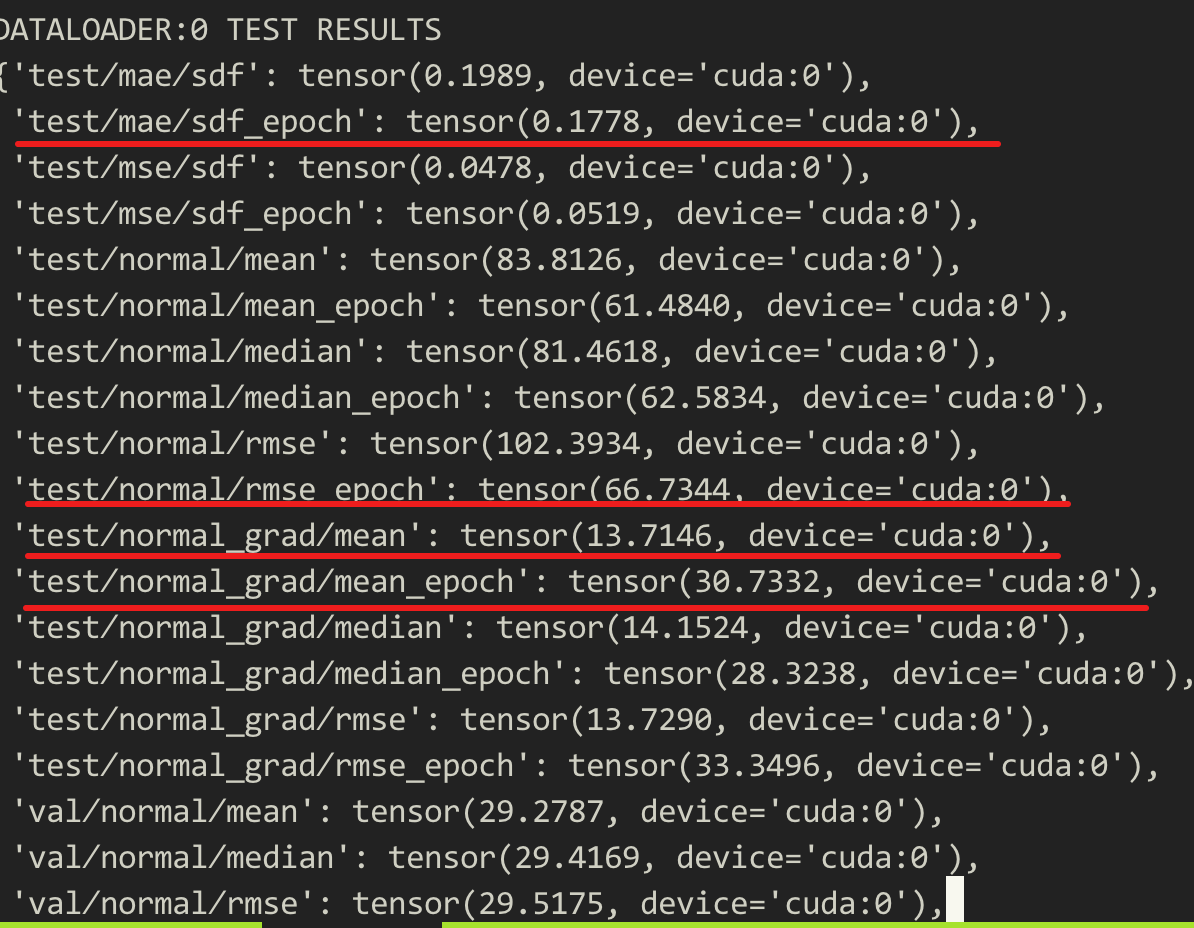 DATALOADER:0 TEST RESULTS
{'test/mae/sdf': tensor(0.1989, device='cuda:0'),
'test/mae/sdf_epoch': tensor(0.1778, device='cuda:0'),
'test/mse/sdf': tensor(0.0478, device='cuda:0'),
'test/mse/sdf_epoch': tensor(0.0519, device='cuda:0'),
'test/normal/mean': tensor(83.8126, device='cuda:0'),
'test/normal/mean_epoch': tensor(61.4840, device='cuda:0'),
'test/normal/median': tensor(81.4618, device='cuda:0'),
'test/normal/median_epoch': tensor(62.5834, device='cuda:0'),
'test/normal/rmse': tensor(102.3934, device='cuda:0'),
'test/normal/rmse_epoch': tensor(66.7344, device='cuda:0'),
'test/normal_grad/mean': tensor(13.7146, device='cuda:0'),
'test/normal_grad/mean_epoch': tensor(30.7332, device='cuda:0'),
'test/normal_grad/median': tensor(14.1524, device='cuda:0'),
'test/normal_grad/median_epoch': tensor(28.3238, device='cuda:0'),
'test/normal_grad/rmse': tensor(13.7290, device='cuda:0'),
'test/normal_grad/rmse_epoch': tensor(33.3496, device='cuda:0'),
'val/normal/mean': tensor(29.2787, device='cuda:0'),
'val/normal/median': tensor(29.4169, device='cuda:0'),
'val/normal/rmse': tensor(29.5175, device='cuda:0'),